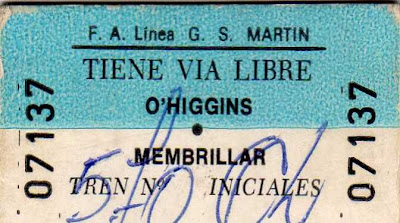 F. A. Línea G. S. MARTIN
TIENE VIA LIBRE
O'HIGGINS
MEMBRILLAR
TREN Nº INICIALES
07137
07137